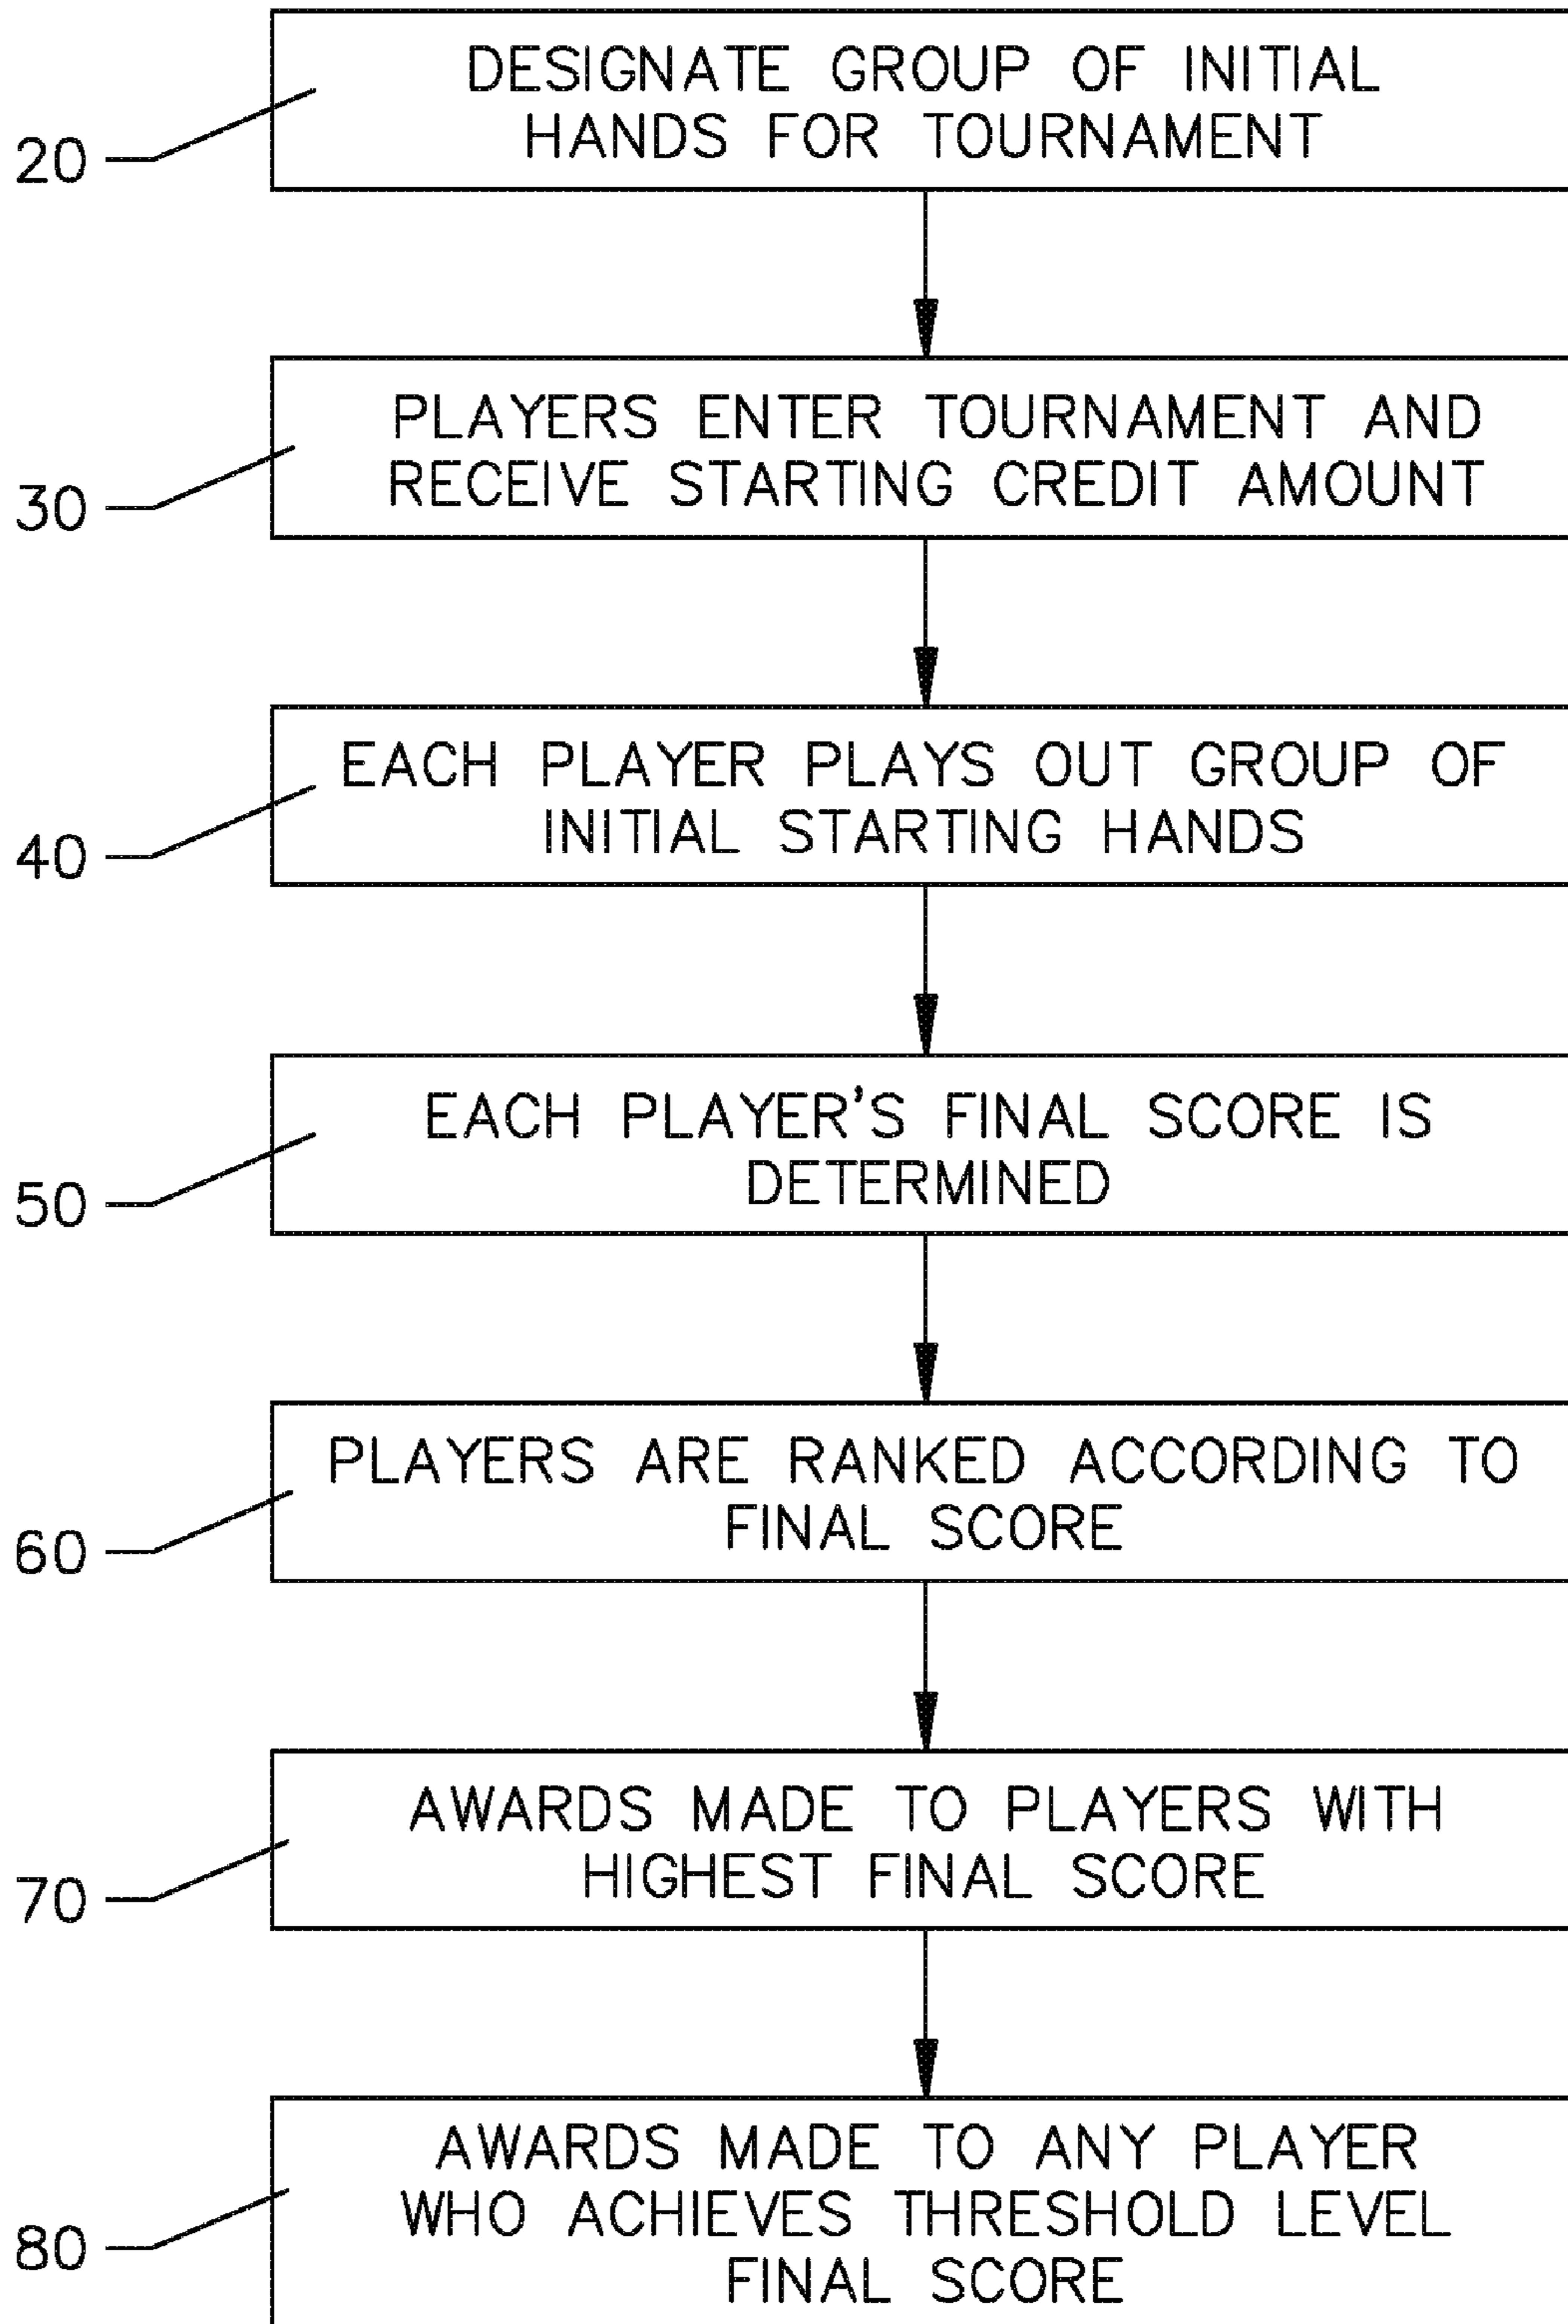 DESIGNATE GROUP OF INITIAL
HANDS FOR TOURNAMENT
20
PLAYERS ENTER TOURNAMENT AND
RECEIVE STARTING CREDIT AMOUNT
30
EACH PLAYER PLAYS OUT GROUP OF
INITIAL STARTING HANDS
40
EACH PLAYER'S FINAL SCORE IS
DETERMINED
50
PLAYERS ARE RANKED ACCORDING TO
FINAL SCORE
60
AWARDS MADE TO PLAYERS WITH
HIGHEST FINAL SCORE
70
AWARDS MADE TO ANY PLAYER
WHO ACHIEVES THRESHOLD LEVEL
FINAL SCORE
80